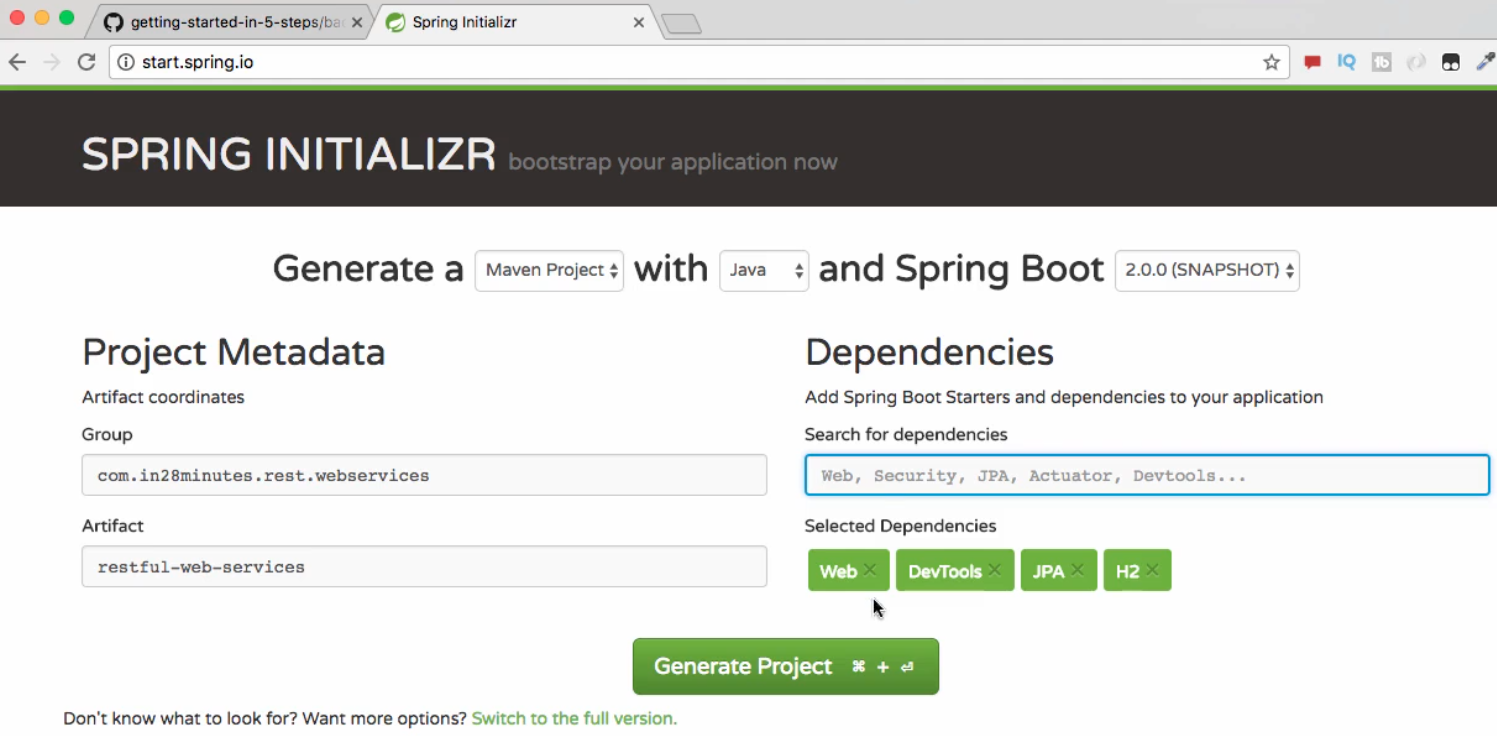 getting-started-in-5-steps/ba
Spring Initializr
start.spring.io
IQ
tb
SPRING INITIALIZR bootstrap your application now
Generate a Maven Project with Java and Spring Boot 2.0.0 (SNAPSHOT)
Project Metadata
Artifact coordinates
Group
com.in28minutes.rest.webservices
Artifact
restful-web-services
Dependencies
Add Spring Boot Starters and dependencies to your application
Search for dependencies
Web, Security, JPA, Actuator, Devtools...
Selected Dependencies
Web × DevTools × JPA × H2 ×
Generate Project ⌘ + ⏎
Don't know what to look for? Want more options? Switch to the full version.